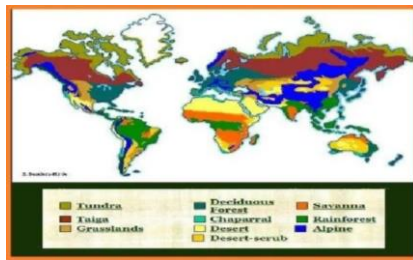 Tundra
Deciduous Forest
Savanna
Taiga
Chaparral
Rainforest
Grasslands
Desert
Alpine
Desert-scrub